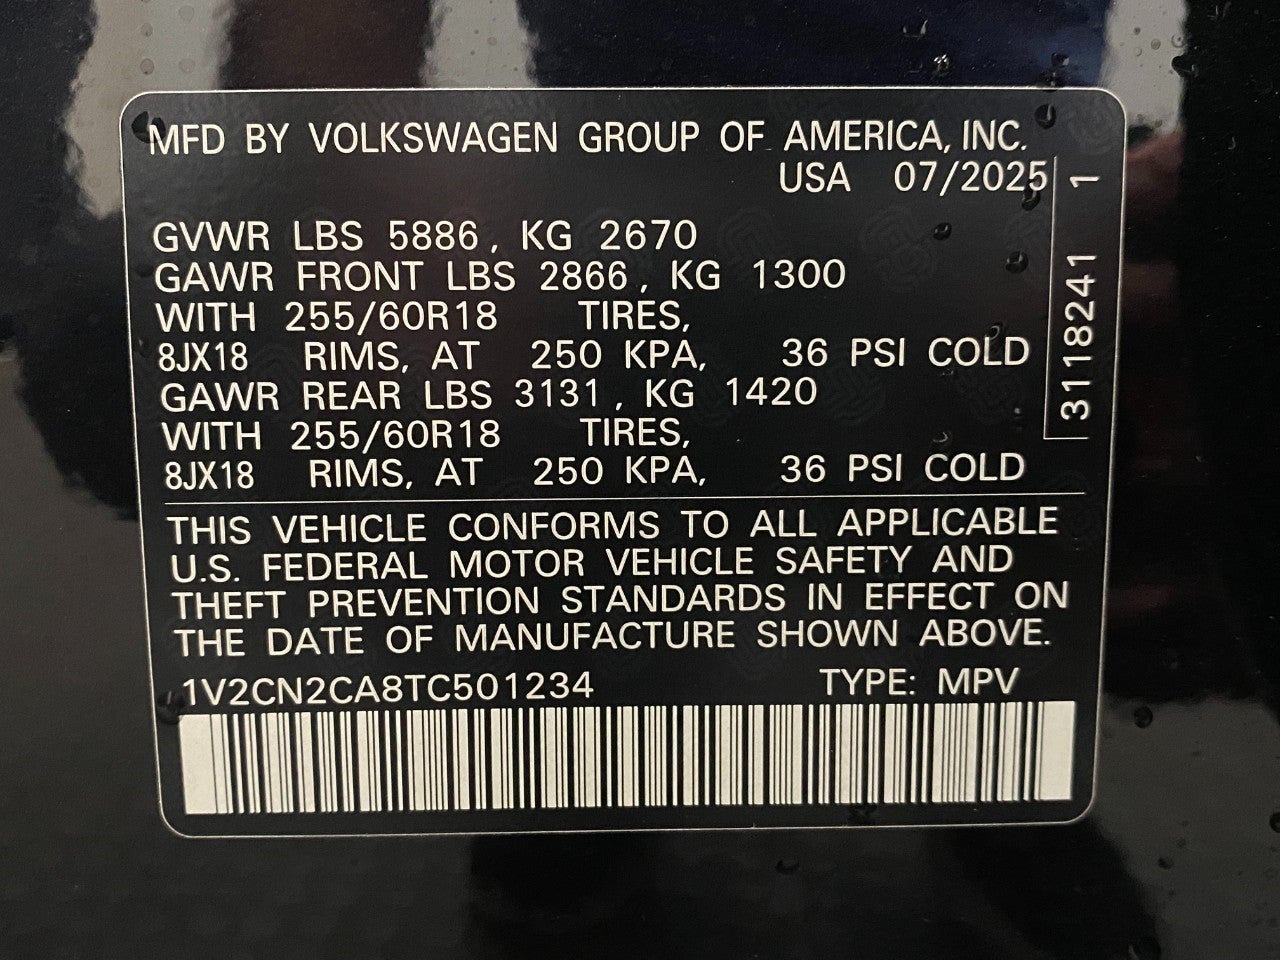 MFD BY VOLKSWAGEN GROUP OF AMERICA, INC.
USA 07/2025
GVWR LBS 5886, KG 2670
GAWR FRONT LBS 2866, KG 1300
WITH 255/60R18 TIRES,
8JX18 RIMS, AT 250 KPA, 36 PSI COLD
GAWR REAR LBS 3131, KG 1420
WITH 255/60R18 TIRES,
8JX18 RIMS, AT 250 KPA, 36 PSI COLD
3118241 1
THIS VEHICLE CONFORMS TO ALL APPLICABLE
U.S. FEDERAL MOTOR VEHICLE SAFETY AND
THEFT PREVENTION STANDARDS IN EFFECT ON
THE DATE OF MANUFACTURE SHOWN ABOVE.
1V2CN2CA8TC501234 TYPE: MPV